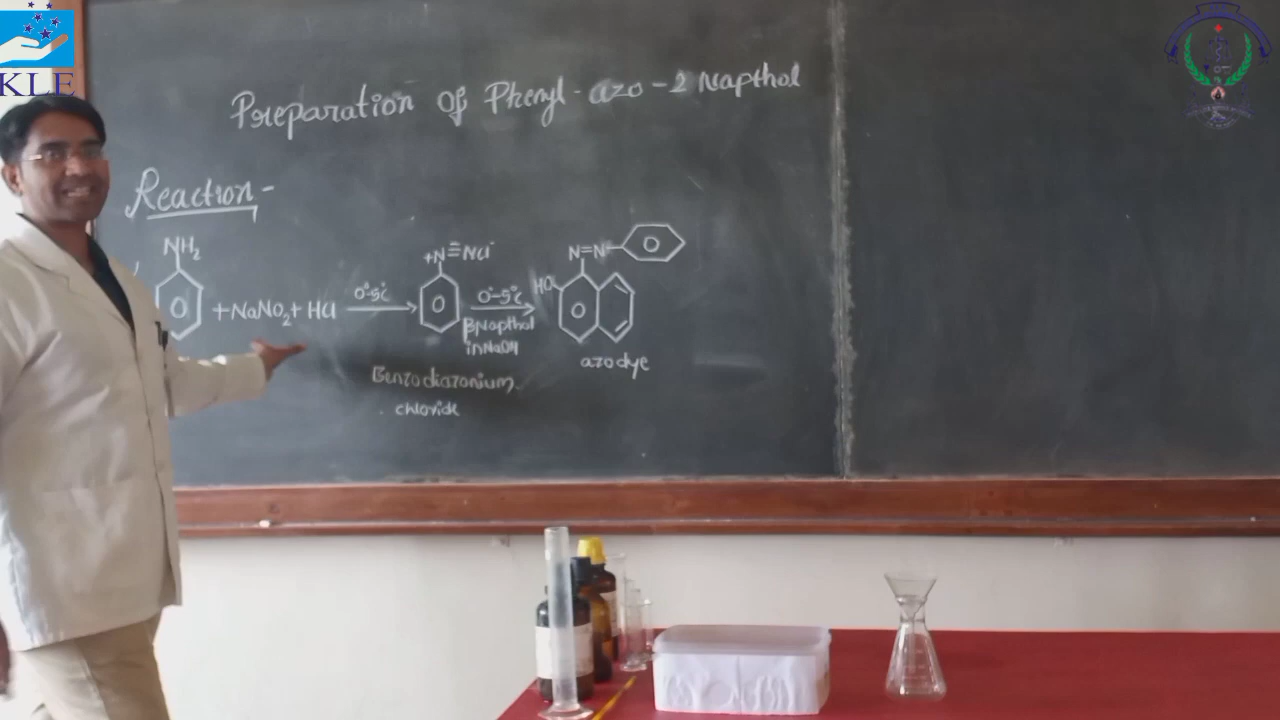 KLE
Preparation of Phenyl-azo-2 Napthol
Reaction-
NH₂
+NaNO₂+ HCl
0°-5°C
+N≡NCl⁻
0°-5°C
βNapthol
in NaOH
N=N
HO
azo dye
Benzodiazonium
chloride